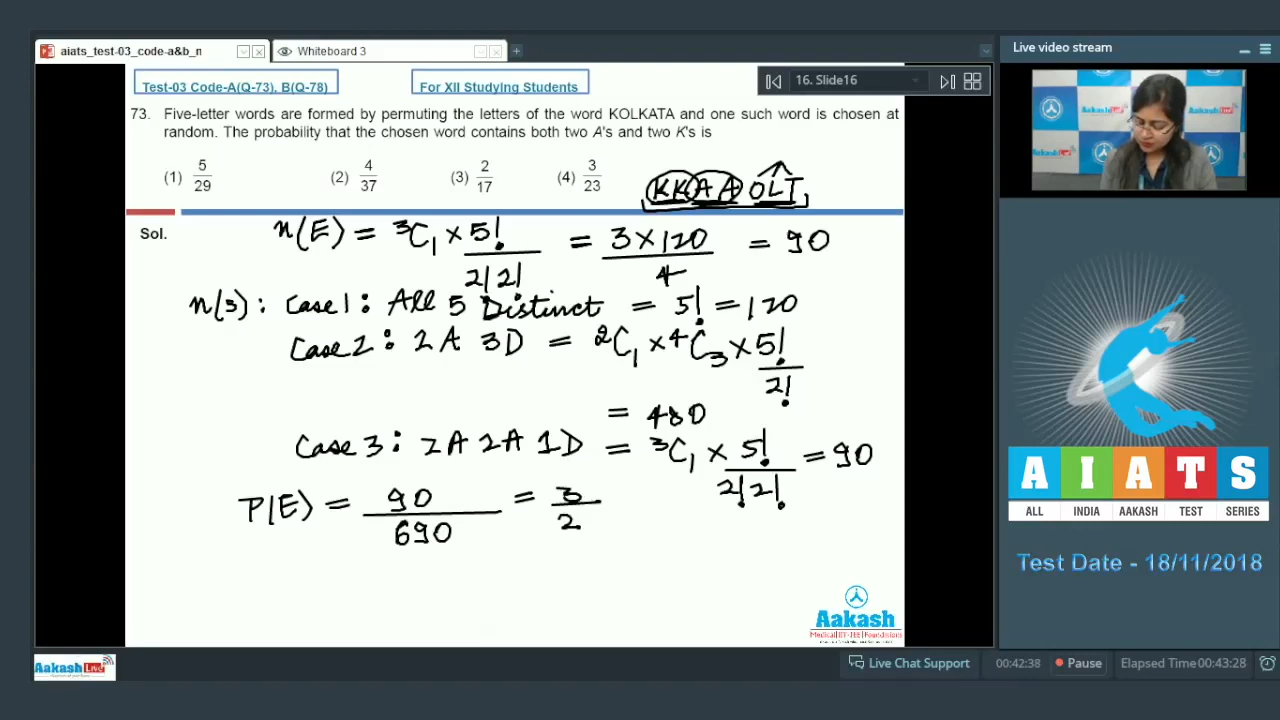 aiats_test-03_code-a&b_n
Whiteboard 3
Live video stream
Test-03 Code-A(Q-73), B(Q-78)
For XII Studying Students
16. Slide16
73. Five-letter words are formed by permuting the letters of the word KOLKATA and one such word is chosen at
random. The probability that the chosen word contains both two A's and two K's is
(1) 5/29 (2) 4/37 (3) 2/17 (4) 3/23
KKAAOLT
Sol.
n(E) = ³C₁ × 5!/2!2! = 3×120/4 = 90
n(S): Case 1: All 5 Distinct = 5! = 120
Case 2: 2A 3D = ²C₁ × ⁴C₃ × 5!/2!
= 480
Case 3: 2A 2A 1D = ³C₁ × 5!/2!2! = 90
P(E) = 90/690 = 3/2
AIATS
ALL INDIA AAKASH TEST SERIES
Test Date - 18/11/2018
Aakash
Medical|IIT-JEE|Foundations
Aakash Live
Live Chat Support
00:42:38
Pause
Elapsed Time 00:43:28